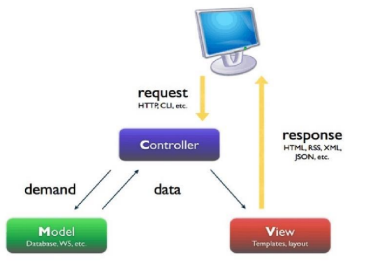 request
HTTP, CLI, etc.
response
HTML, RSS, XML,
JSON, etc.
Controller
demand
data
Model
Database, WS, etc.
View
Templates, layout